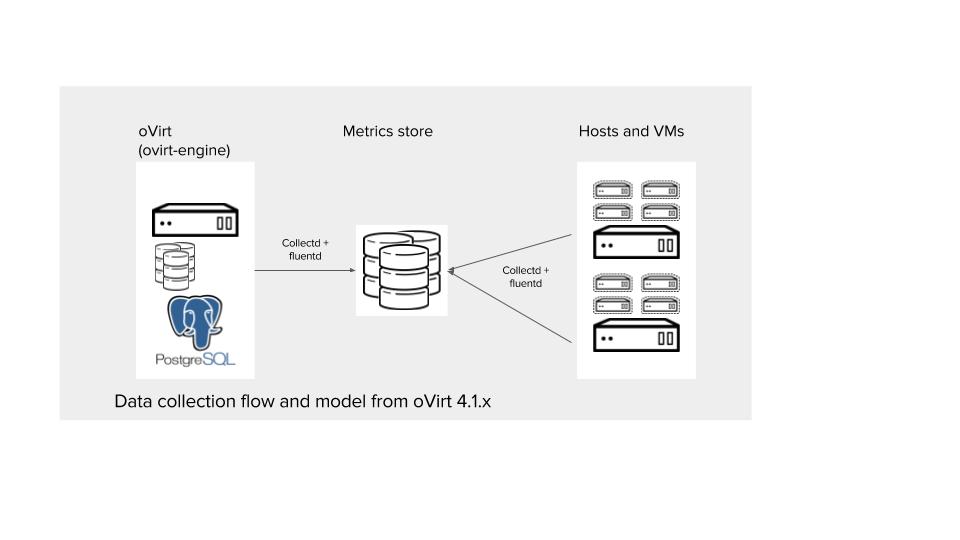 oVirt
(ovirt-engine)
Metrics store
Hosts and VMs
Collectd +
fluentd
Collectd +
fluentd
PostgreSQL
Data collection flow and model from oVirt 4.1.x